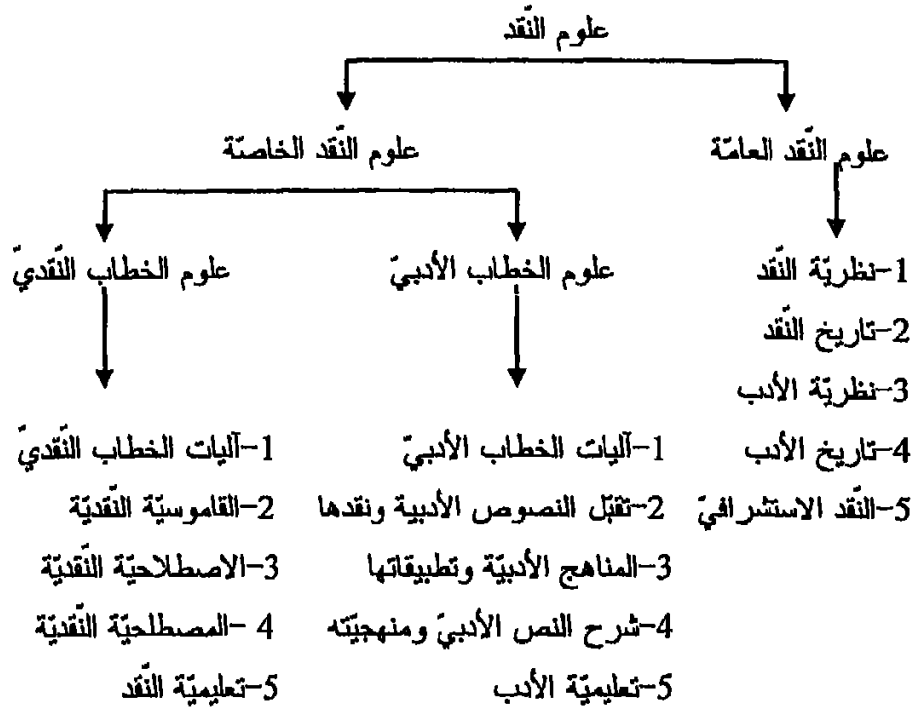 علوم النّقد
علوم النّقد العامّة
علوم النّقد الخاصّة
1-نظريّة النّقد
2-تاريخ النّقد
3-نظريّة الأدب
4-تاريخ الأدب
5-النّقد الاستشرافيّ
علوم الخطاب الأدبيّ
1-آليات الخطاب الأدبيّ
2-تقبّل النصوص الأدبية ونقدها
3-المناهج الأدبيّة وتطبيقاتها
4-شرح النص الأدبيّ ومنهجيّته
5-تعليميّة الأدب
علوم الخطاب النّقديّ
1-آليات الخطاب النّقديّ
2-القاموسيّة النّقديّة
3-الاصطلاحيّة النّقديّة
4 -المصطلحيّة النّقديّة
5-تعليميّة النّقد